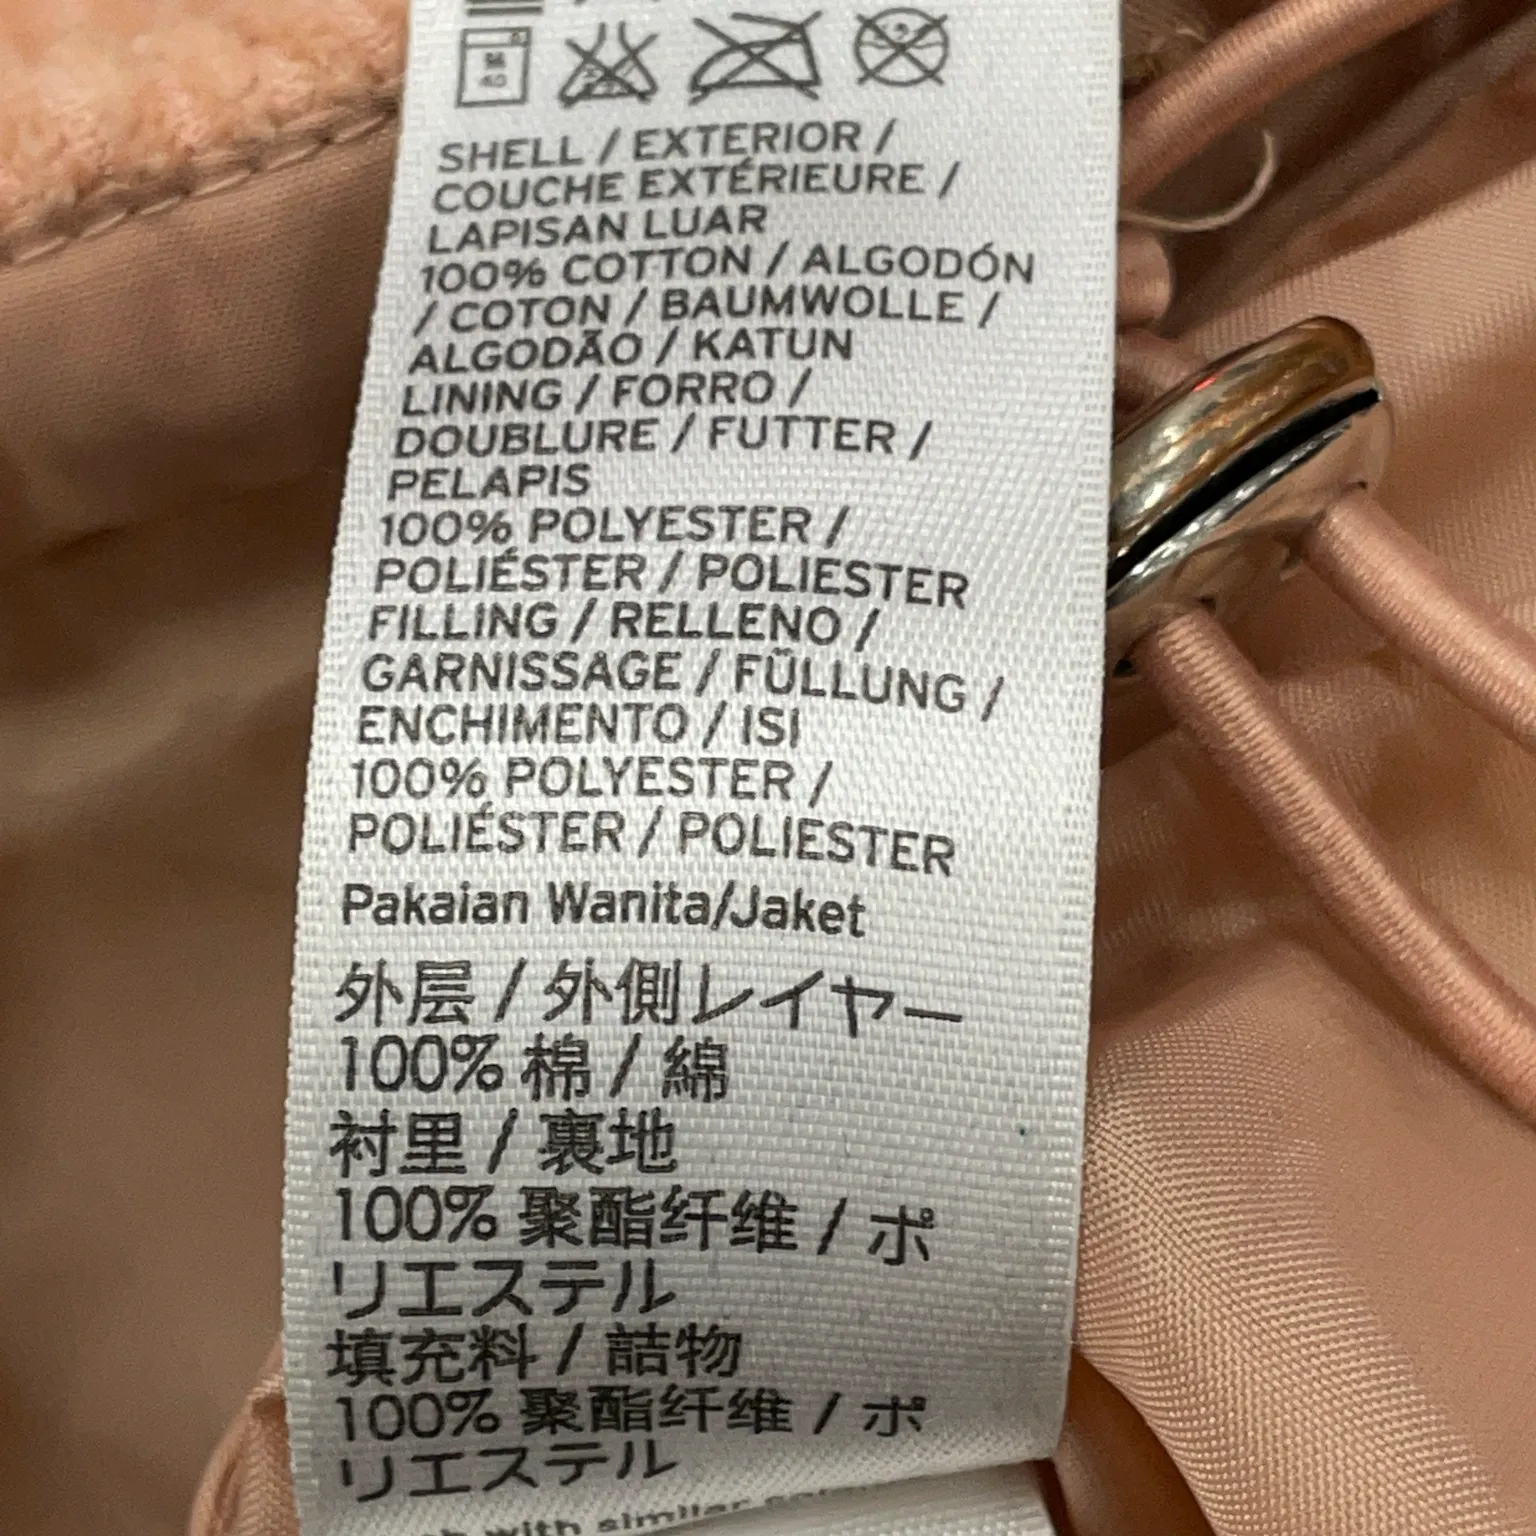 SHELL / EXTERIOR /
COUCHE EXTÉRIEURE /
LAPISAN LUAR
100% COTTON / ALGODÓN
/ COTON / BAUMWOLLE /
ALGODÃO / KATUN
LINING / FORRO /
DOUBLURE / FUTTER /
PELAPIS
100% POLYESTER /
POLIÉSTER / POLIESTER
FILLING / RELLENO /
GARNISSAGE / FÜLLUNG /
ENCHIMENTO / ISI
100% POLYESTER /
POLIÉSTER / POLIESTER
Pakaian Wanita/Jaket
外层 / 外側レイヤー
100% 棉 / 綿
衬里 / 裏地
100% 聚酯纤维 / ポ
リエステル
填充料 / 詰物
100% 聚酯纤维 / ポ
リエステル
with similar